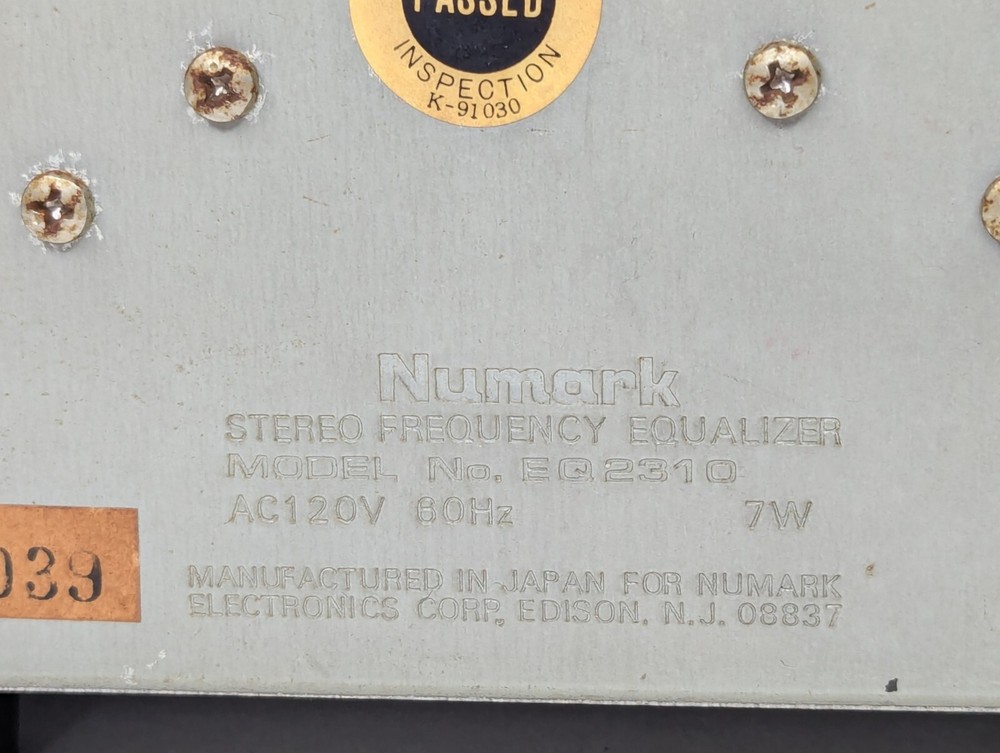 PASSED
INSPECTION
K-91030
Numark
STEREO FREQUENCY EQUALIZER
MODEL No. EQ2310
AC120V 60Hz 7W
039
MANUFACTURED IN JAPAN FOR NUMARK
ELECTRONICS CORP., EDISON, N.J. 08837